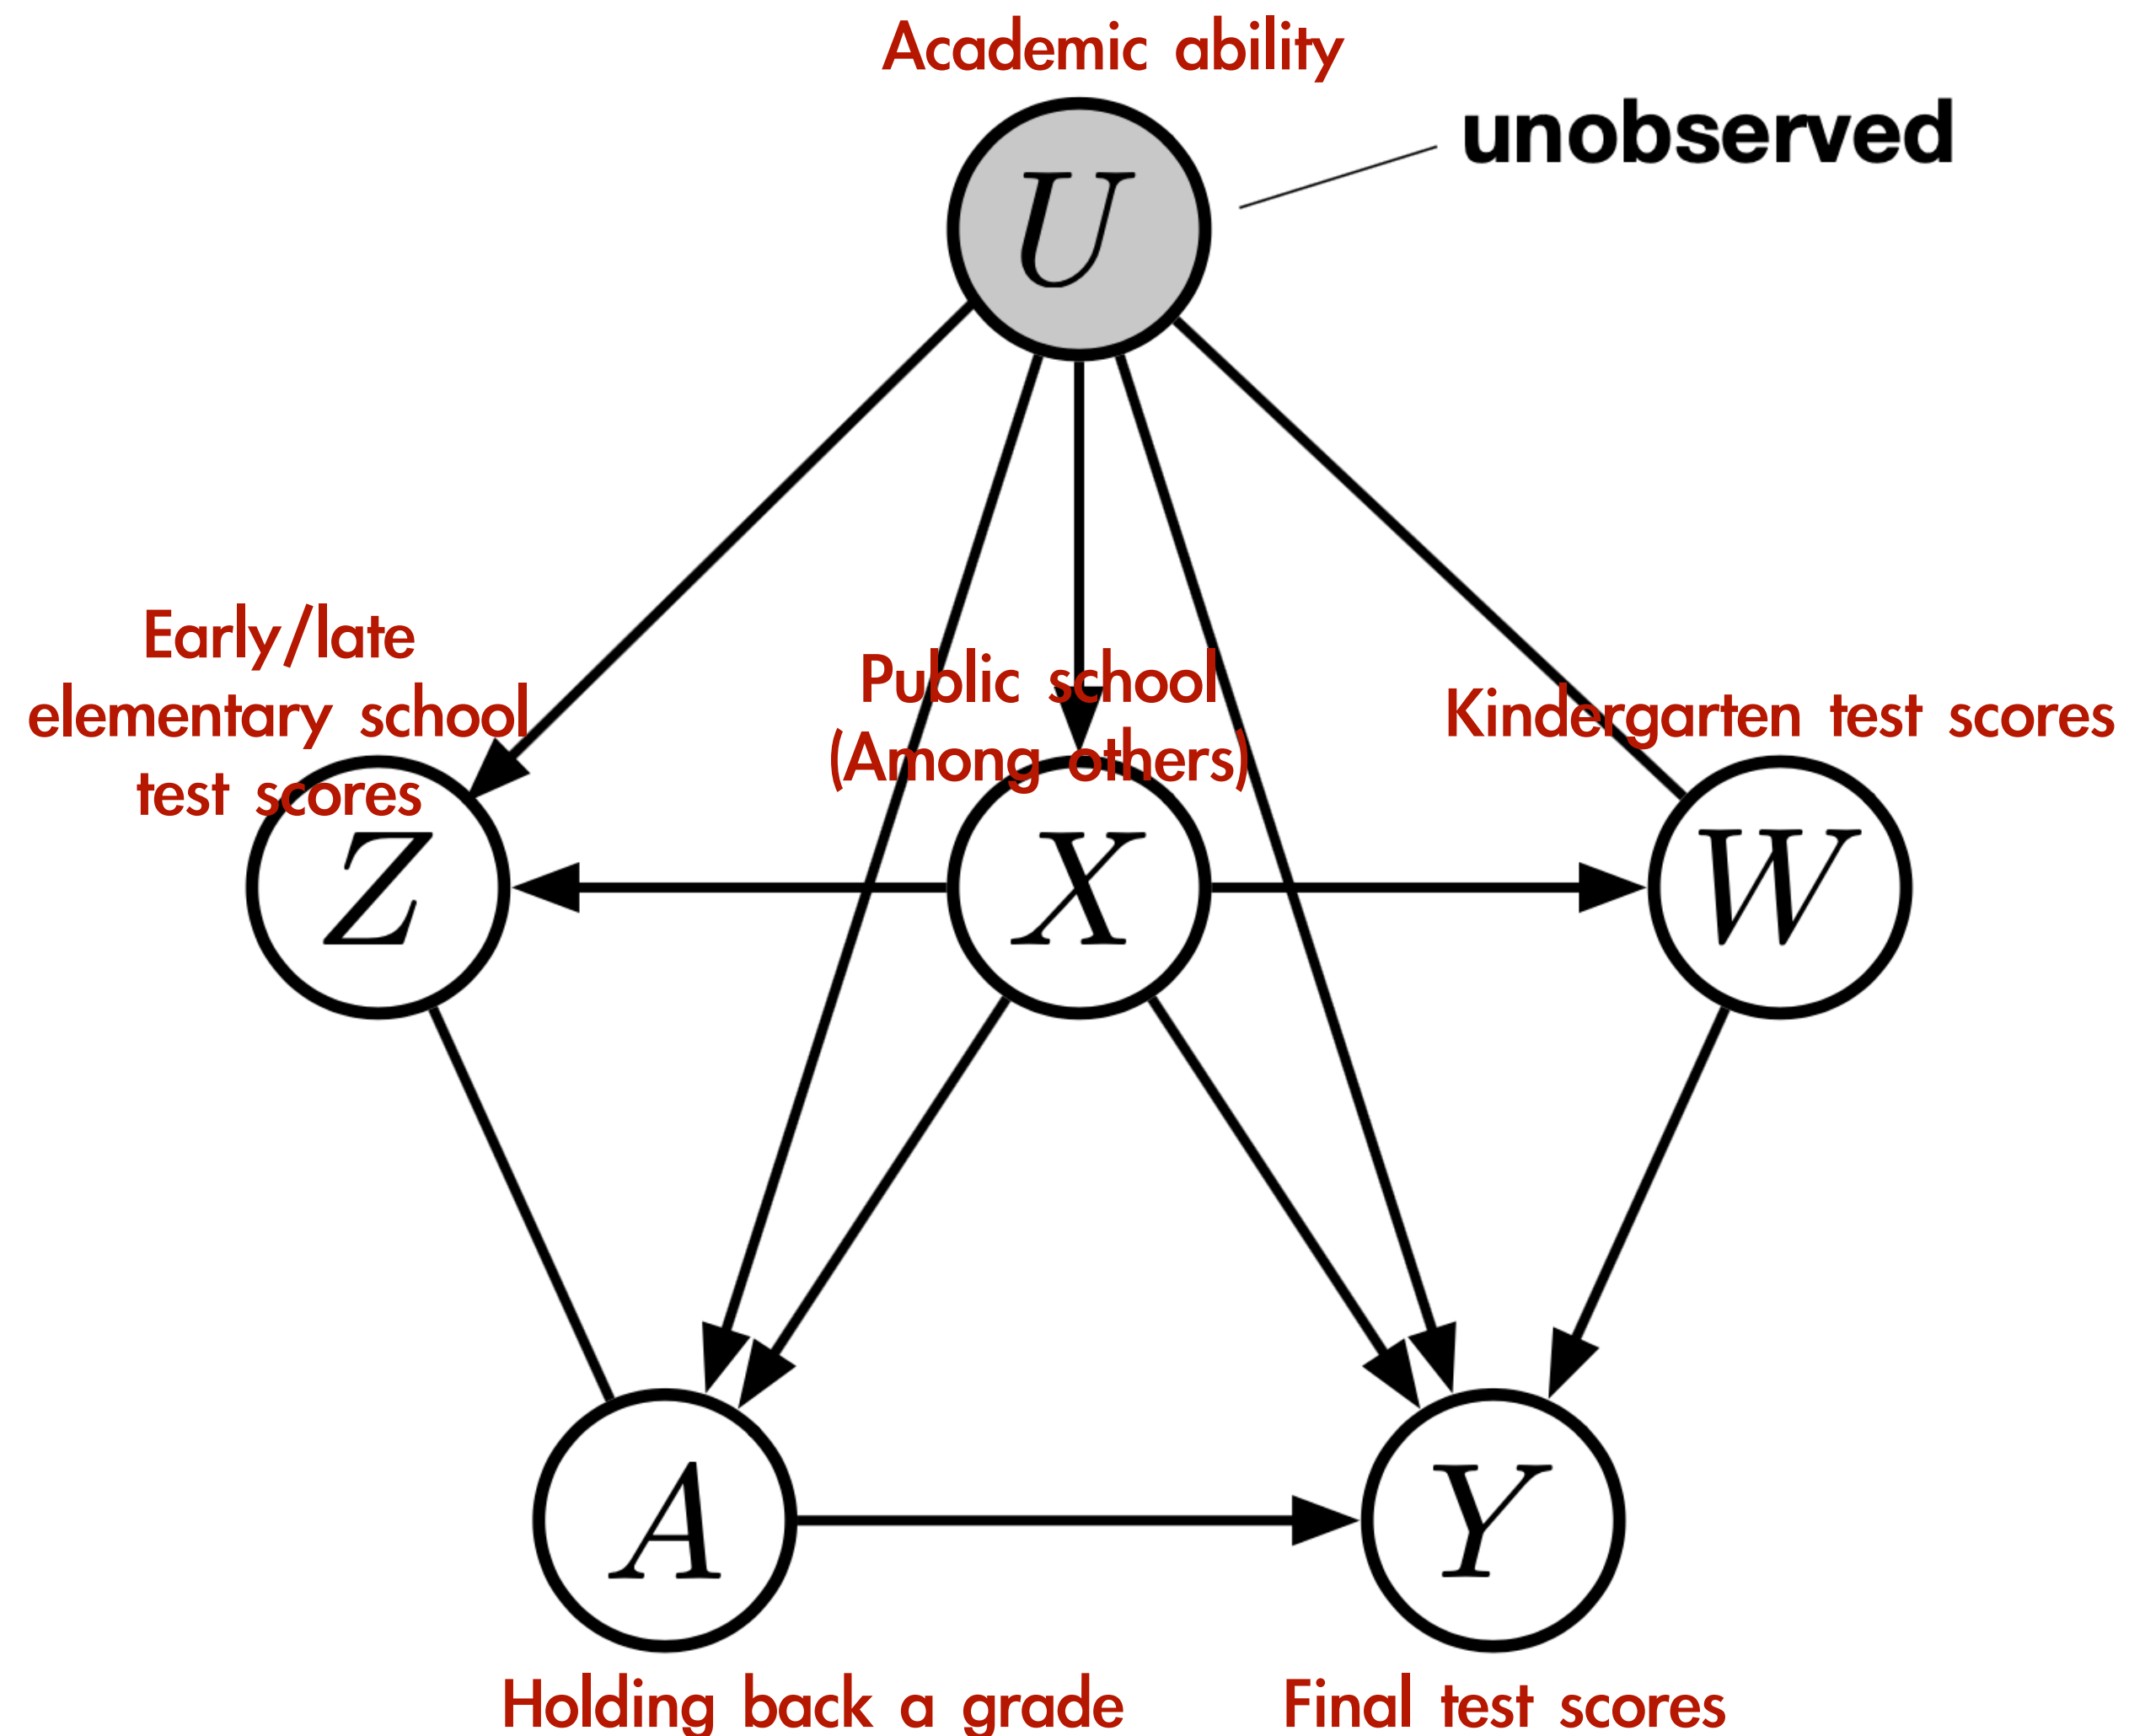 Academic ability
unobserved
U
Early/late
elementary school
test scores
Public school
(Among others)
Kindergarten test scores
Z
X
W
A
Y
Holding back a grade
Final test scores